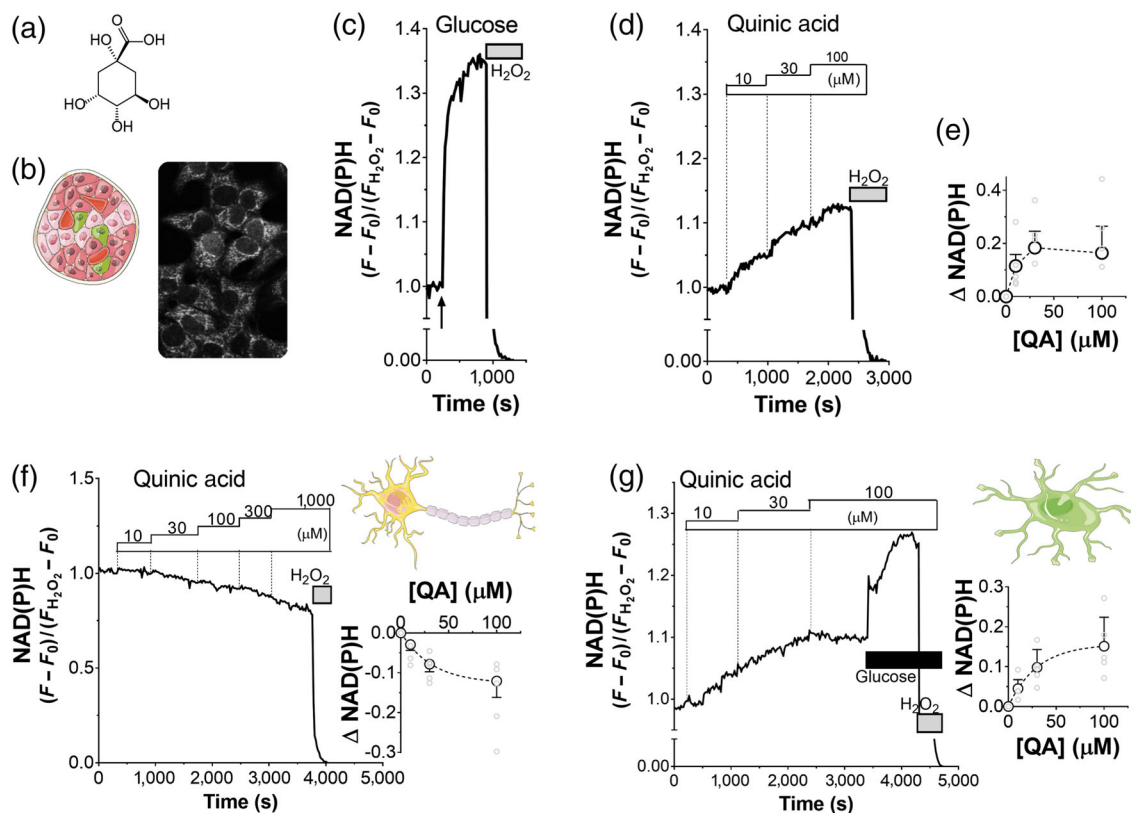 (a)
HO
O
OH
HO
OH
OH
(b)
(c)
Glucose
H2O2
NAD(P)H
(F – F0)/(FH2O2 – F0)
1.4
1.3
1.2
1.1
1.0
0.00
0
1,000
Time (s)
(d)
Quinic acid
10
30
100
(μM)
H2O2
NAD(P)H
(F – F0)/(FH2O2 – F0)
1.4
1.3
1.2
1.1
1.0
0.00
0
1,000
2,000
3,000
Time (s)
(e)
Δ NAD(P)H
0.4
0.2
0.0
0
50
100
[QA] (μM)
(f)
Quinic acid
10
30
100
300
1,000
(μM)
H2O2
NAD(P)H
(F – F0)/(FH2O2 – F0)
1.5
1.0
0.5
0.0
0
1,000
2,000
3,000
4,000
5,000
Time (s)
[QA] (μM)
0
50
100
Δ NAD(P)H
0.0
-0.1
-0.2
-0.3
(g)
Quinic acid
10
30
100
(μM)
Glucose
H2O2
NAD(P)H
(F – F0)/(FH2O2 – F0)
1.3
1.2
1.1
1.0
0.00
0
1,000
2,000
3,000
4,000
5,000
Time (s)
Δ NAD(P)H
0.3
0.2
0.1
0.0
0
50
100
[QA] (μM)